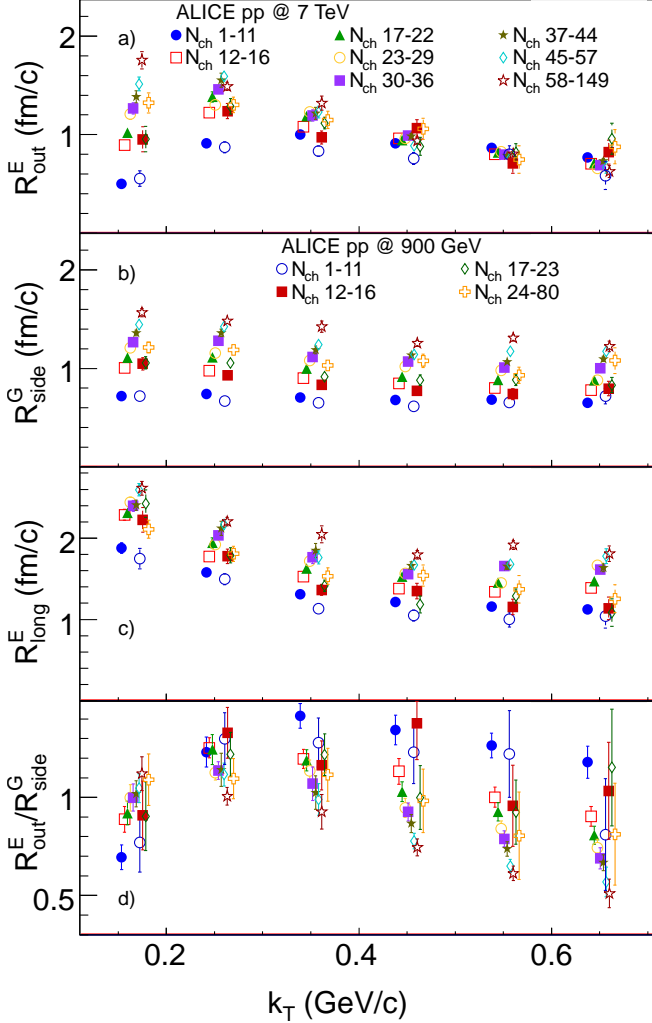 ALICE pp @ 7 TeV
a)
N_ch 1-11
N_ch 12-16
N_ch 17-22
N_ch 23-29
N_ch 30-36
N_ch 37-44
N_ch 45-57
N_ch 58-149
2
1
R^E_out (fm/c)
ALICE pp @ 900 GeV
b)
N_ch 1-11
N_ch 12-16
N_ch 17-23
N_ch 24-80
2
1
R^G_side (fm/c)
2
1
R^E_long (fm/c)
c)
1
0.5
R^E_out/R^G_side
d)
0.2 0.4 0.6
k_T (GeV/c)